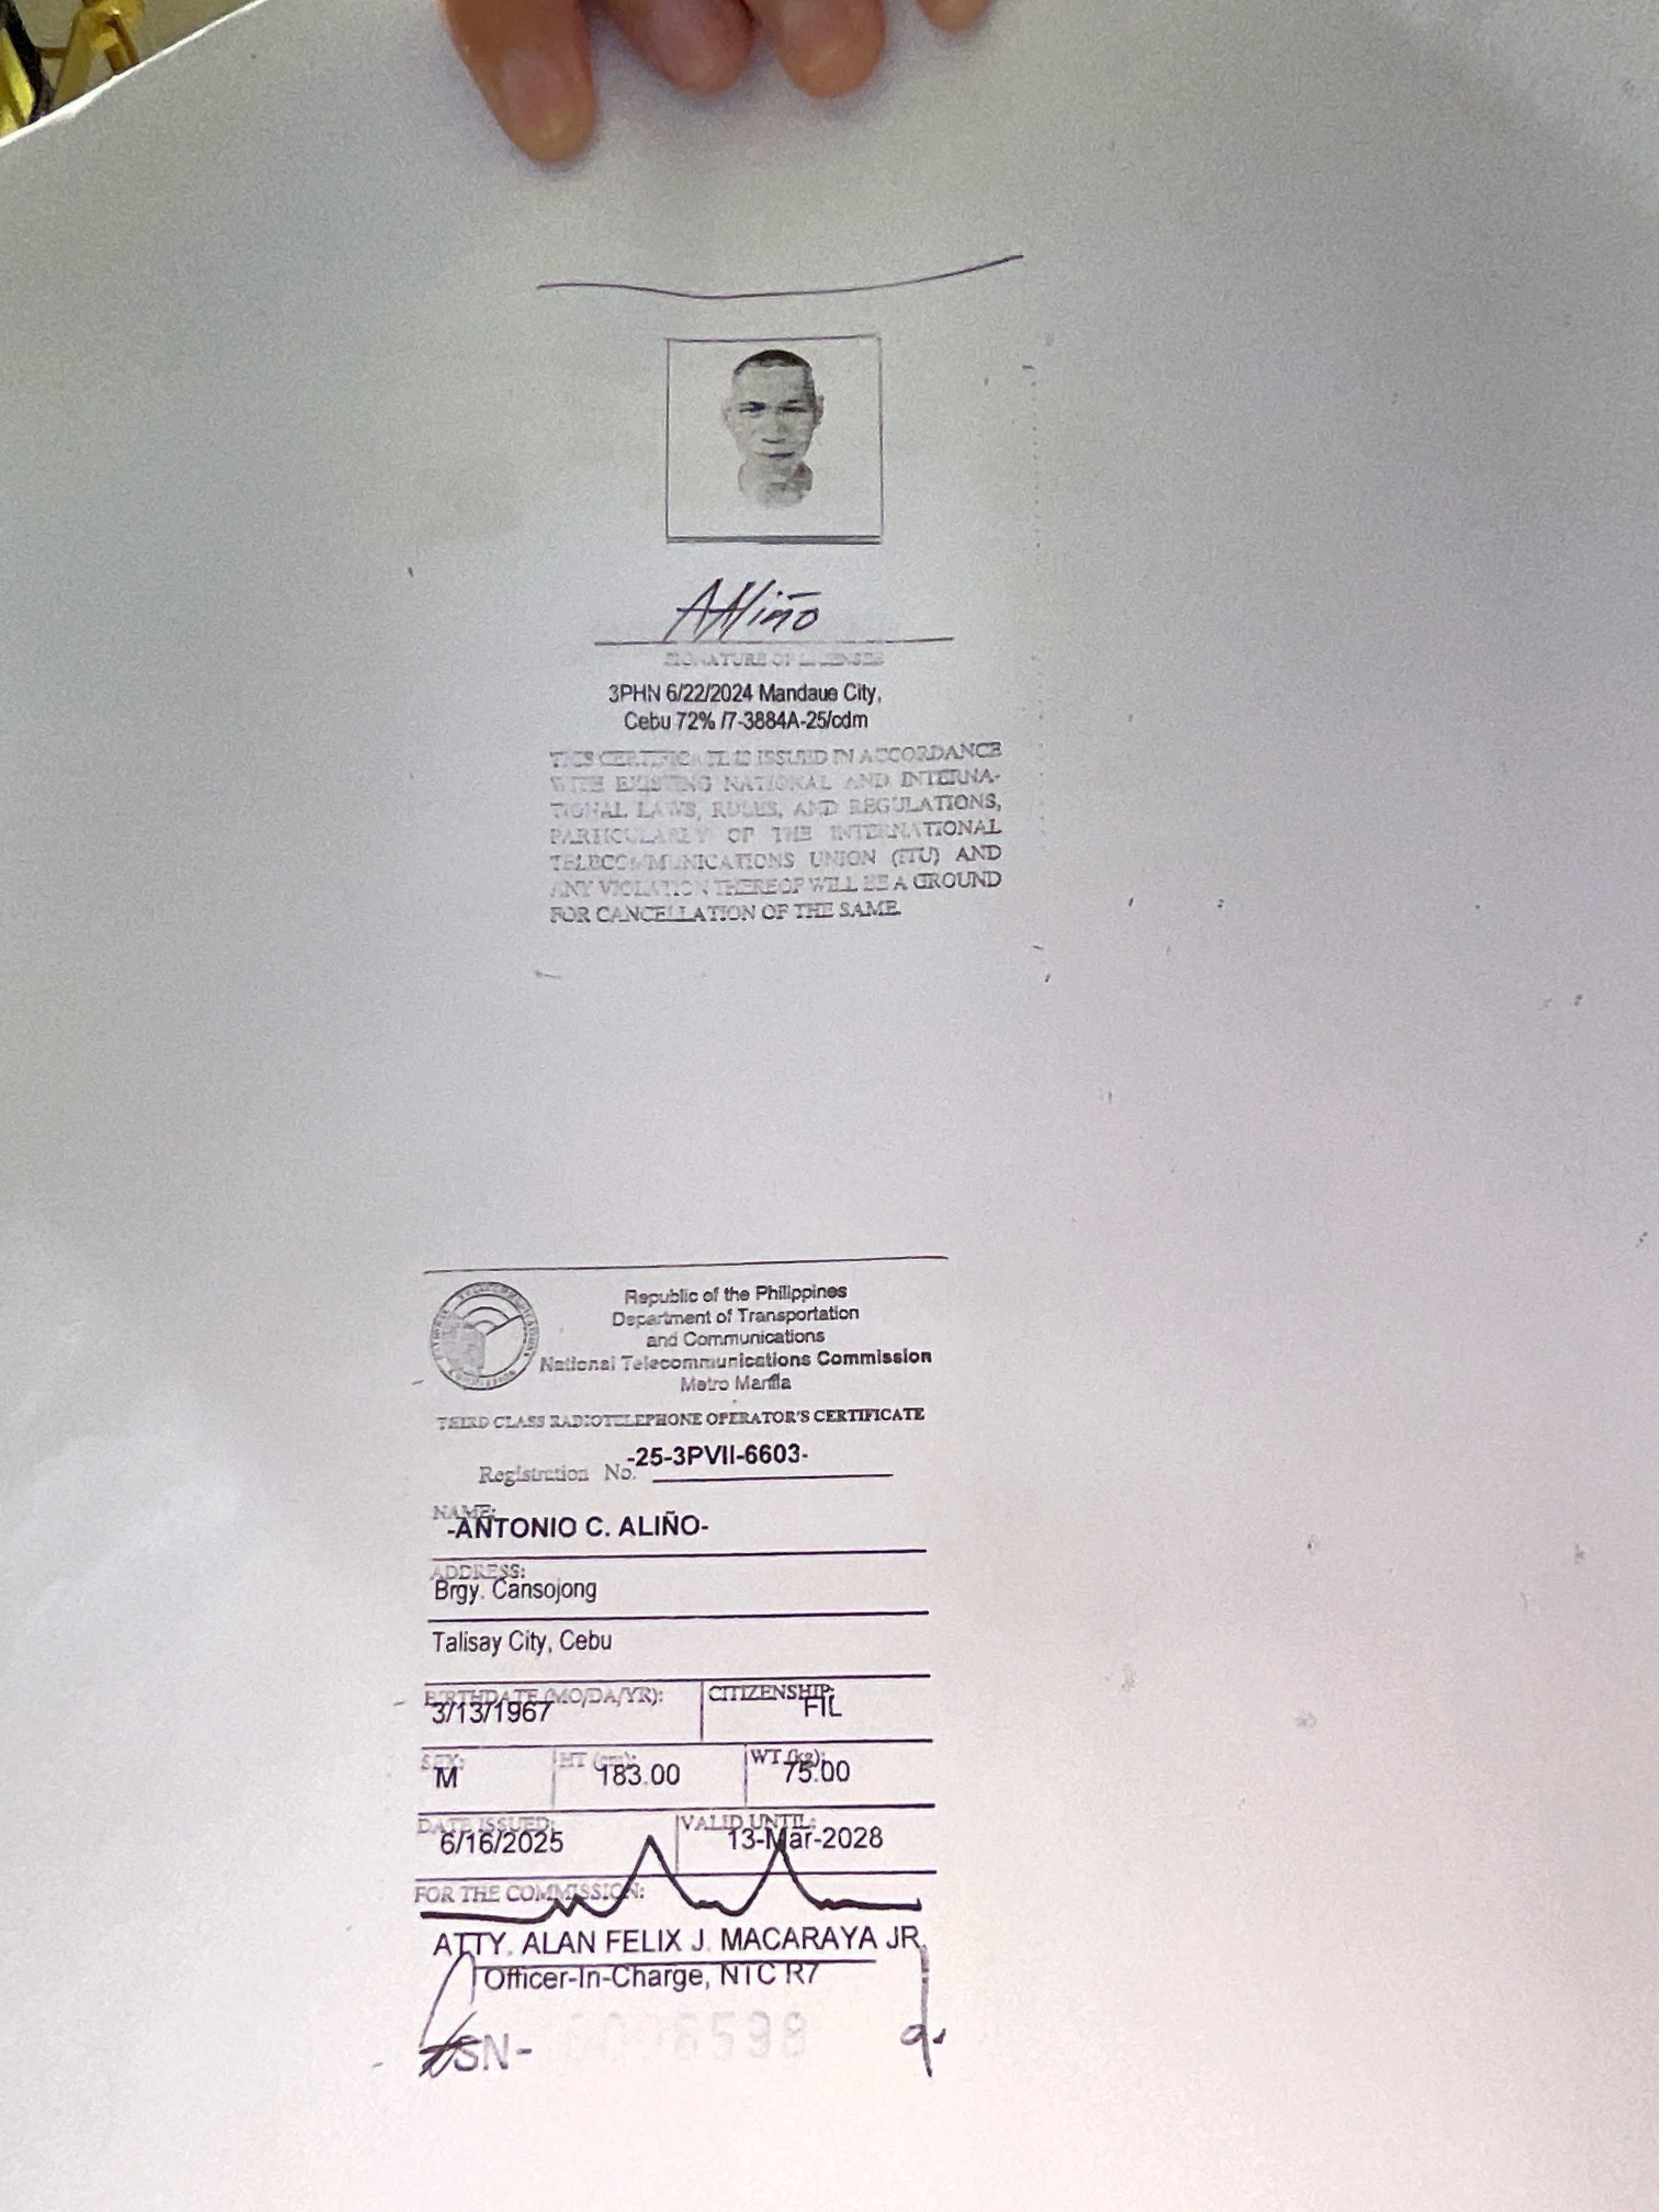 AAliño
SIGNATURE OF LICENSEE
3PHN 6/22/2024 Mandaue City,
Cebu 72% /7-3884A-25/cdm
THIS CERTIFICATE IS ISSUED IN ACCORDANCE
WITH EXISTING NATIONAL AND INTERNA-
TIONAL LAWS, RULES, AND REGULATIONS,
PARTICULARLY OF THE INTERNATIONAL
TELECOMMUNICATIONS UNION (ITU) AND
ANY VIOLATION THEREOF WILL BE A GROUND
FOR CANCELLATION OF THE SAME.
Republic of the Philippines
Department of Transportation
and Communications
National Telecommunications Commission
Metro Manila
THIRD CLASS RADIOTELEPHONE OPERATOR'S CERTIFICATE
Registration No. -25-3PVII-6603-
NAME:
-ANTONIO C. ALIÑO-
ADDRESS:
Brgy. Cansojong
Talisay City, Cebu
BIRTHDATE (MO/DA/YR): CITIZENSHIP:
3/13/1967 FIL
SEX: HT (cm): WT (kg):
M 183.00 75.00
DATE ISSUED: VALID UNTIL:
6/16/2025 13-Mar-2028
FOR THE COMMISSION:
ATTY. ALAN FELIX J. MACARAYA JR.
Officer-In-Charge, NTC R7
SN-